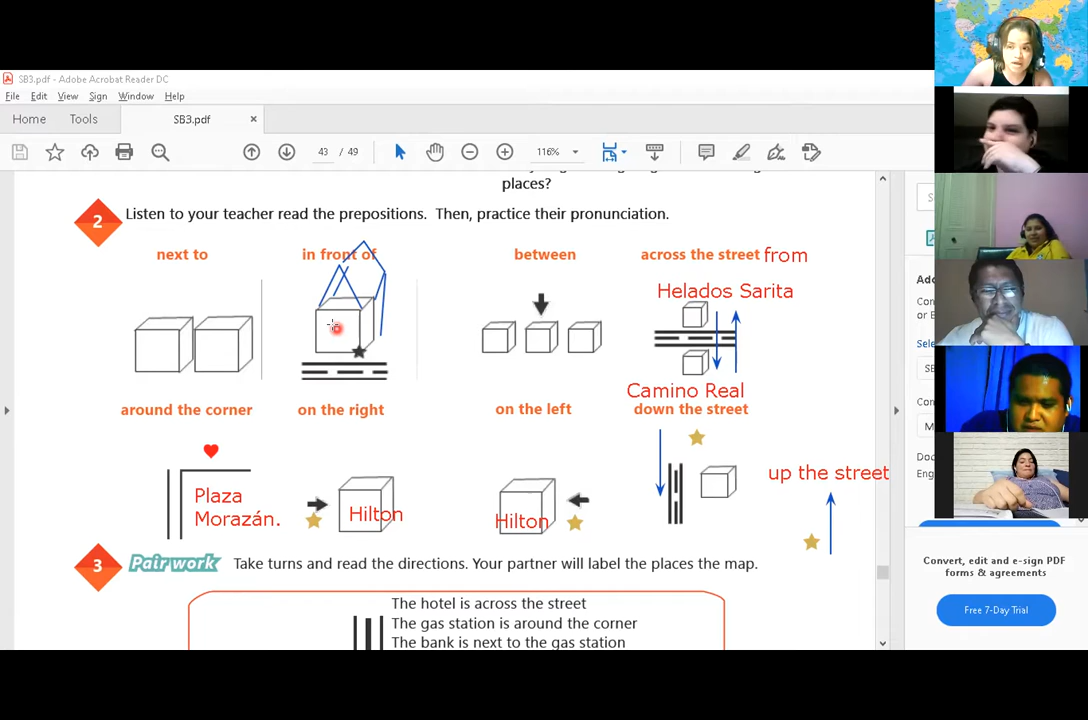 SB3.pdf - Adobe Acrobat Reader DC
File Edit View Sign Window Help
Home Tools SB3.pdf ×
43 / 49 116%
places?
2 Listen to your teacher read the prepositions. Then, practice their pronunciation.
next to in front of between across the street from
Helados Sarita
Camino Real
around the corner on the right on the left down the street
up the street
Plaza
Morazán.
Hilton
Hilton
3 Pair work Take turns and read the directions. Your partner will label the places the map.
The hotel is across the street
The gas station is around the corner
The bank is next to the gas station
Convert, edit and e-sign PDF
forms & agreements
Free 7-Day Trial